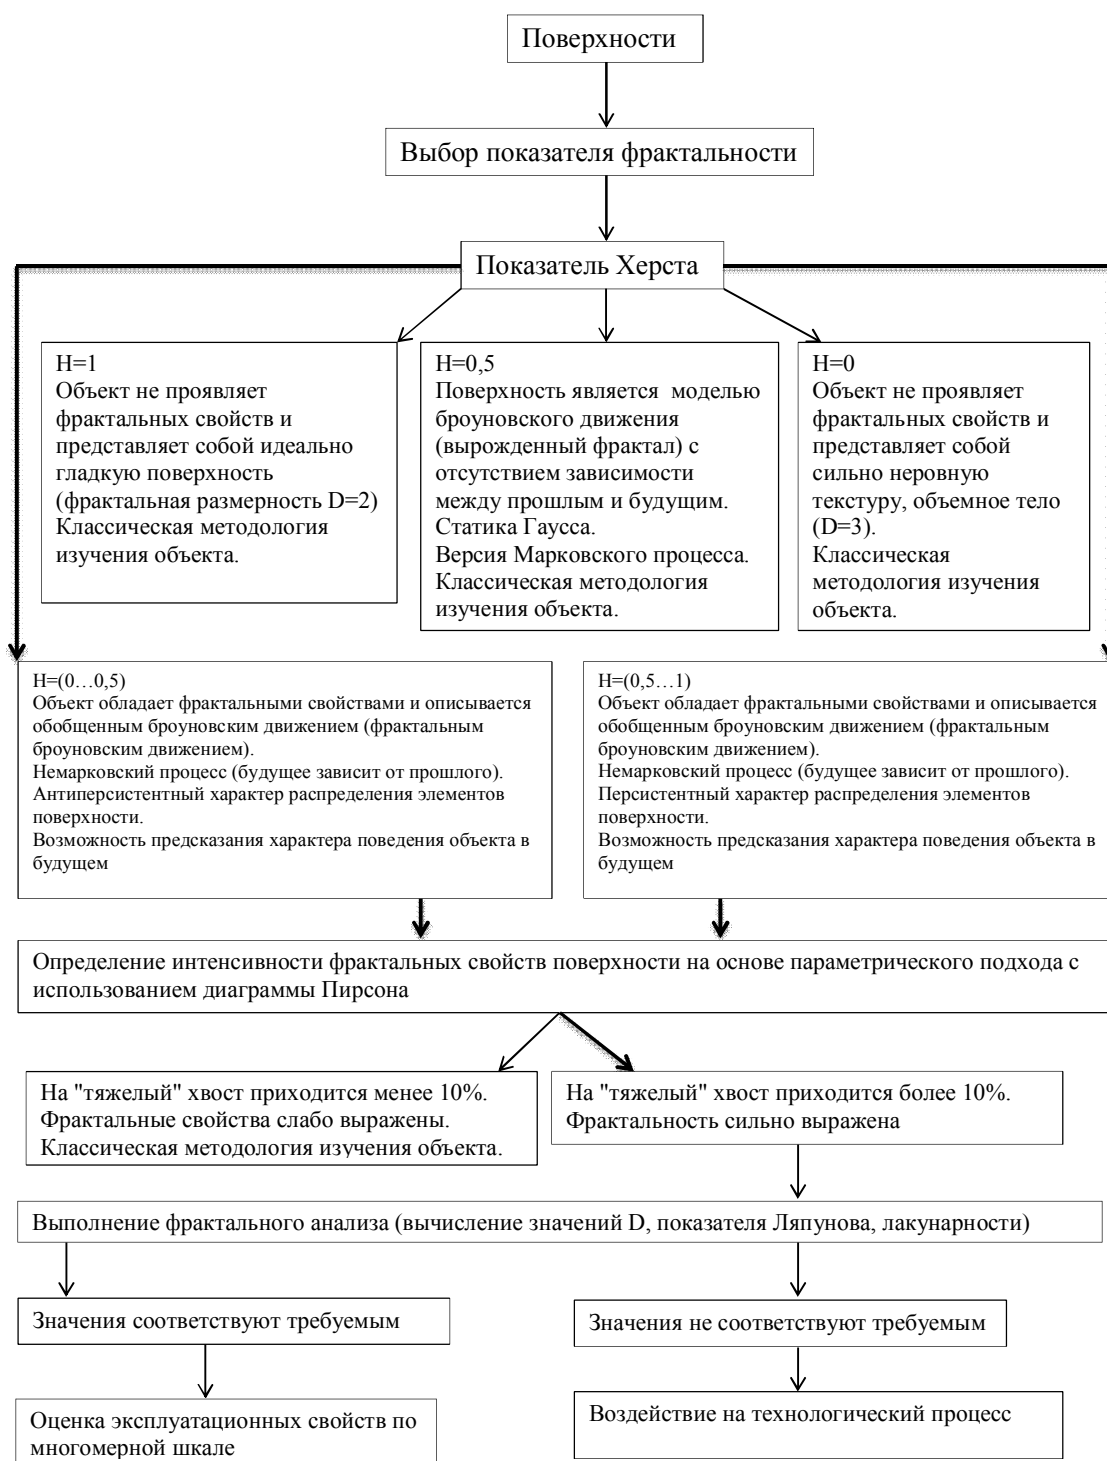 Поверхности
Выбор показателя фрактальности
Показатель Херста
H=1
Объект не проявляет
фрактальных свойств и
представляет собой идеально
гладкую поверхность
(фрактальная размерность D=2)
Классическая методология
изучения объекта.
H=0,5
Поверхность является моделью
броуновского движения
(вырожденный фрактал) с
отсутствием зависимости
между прошлым и будущим.
Статика Гаусса.
Версия Марковского процесса.
Классическая методология
изучения объекта.
H=0
Объект не проявляет
фрактальных свойств и
представляет собой
сильно неровную
текстуру, объемное тело
(D=3).
Классическая
методология изучения
объекта.
H=(0…0,5)
Объект обладает фрактальными свойствами и описывается
обобщенным броуновским движением (фрактальным
броуновским движением).
Немарковский процесс (будущее зависит от прошлого).
Антиперсистентный характер распределения элементов
поверхности.
Возможность предсказания характера поведения объекта в
будущем
H=(0,5…1)
Объект обладает фрактальными свойствами и описывается
обобщенным броуновским движением (фрактальным
броуновским движением).
Немарковский процесс (будущее зависит от прошлого).
Персистентный характер распределения элементов
поверхности.
Возможность предсказания характера поведения объекта в
будущем
Определение интенсивности фрактальных свойств поверхности на основе параметрического подхода с
использованием диаграммы Пирсона
На "тяжелый" хвост приходится менее 10%.
Фрактальные свойства слабо выражены.
Классическая методология изучения объекта.
На "тяжелый" хвост приходится более 10%.
Фрактальность сильно выражена
Выполнение фрактального анализа (вычисление значений D, показателя Ляпунова, лакунарности)
Значения соответствуют требуемым
Значения не соответствуют требуемым
Оценка эксплуатационных свойств по
многомерной шкале
Воздействие на технологический процесс